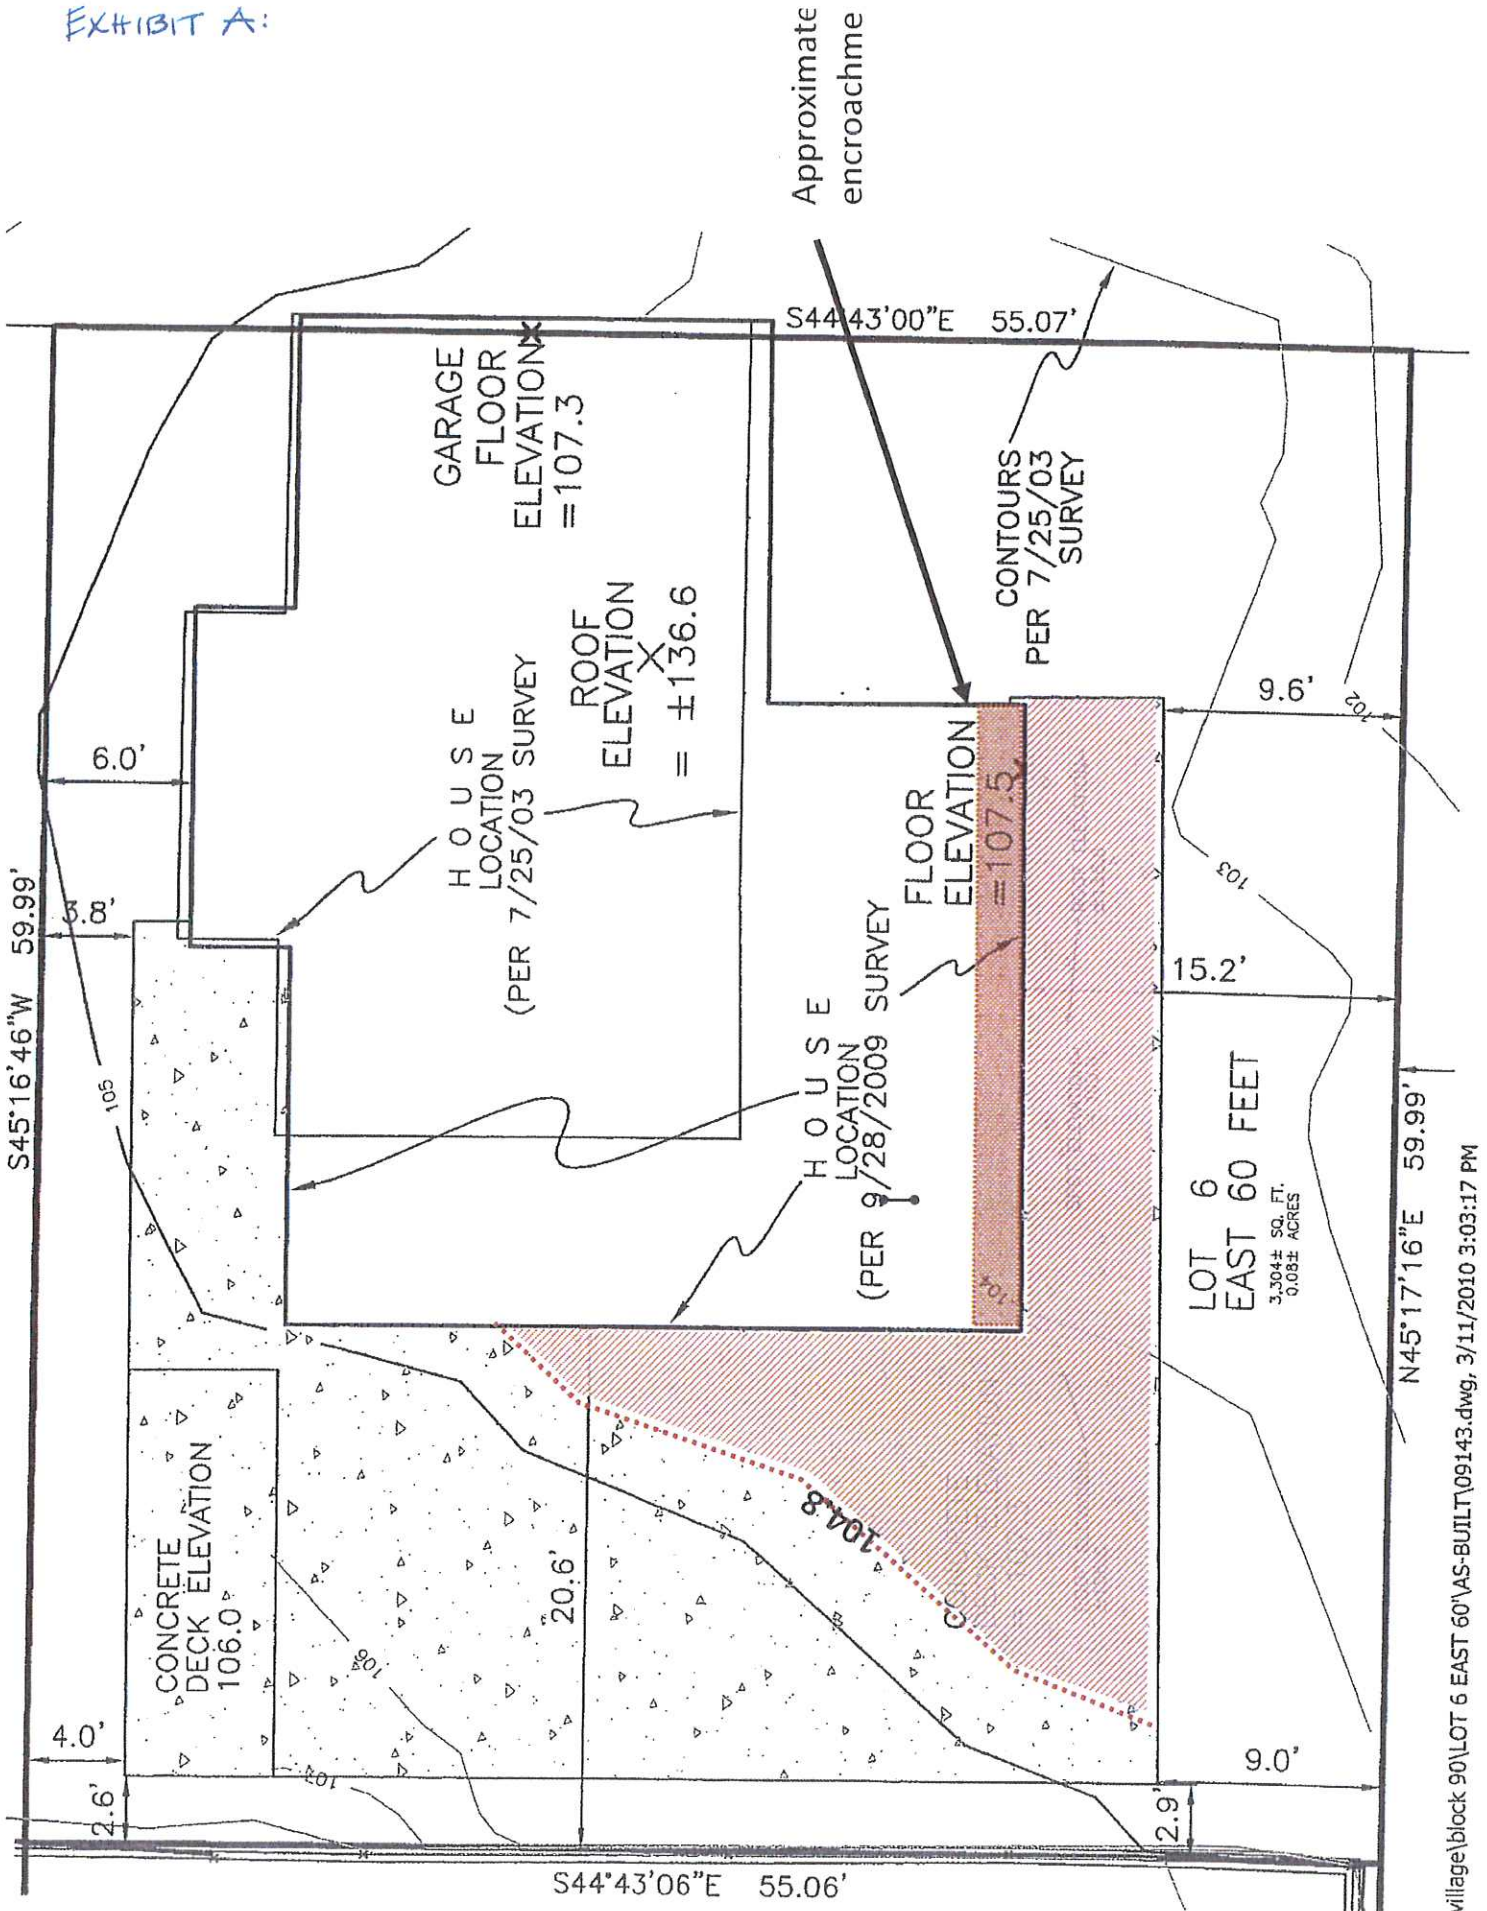 EXHIBIT A:
Approximate
encroachme
S44°43'00"E 55.07'
GARAGE
FLOOR
ELEVATION
=107.3
ROOF
ELEVATION
= ±136.6
CONTOURS
PER 7/25/03
SURVEY
H O U S E
LOCATION
(PER 7/25/03 SURVEY
6.0'
3.8'
S45°16'46"W 59.99'
FLOOR
ELEVATION
=107.5
9.6'
102
103
15.2'
H O U S E
LOCATION
(PER 9/28/2009 SURVEY
104
105
LOT 6
EAST 60 FEET
3,304± SQ. FT.
0.08± ACRES
N45°17'16"E 59.99'
CONCRETE
DECK ELEVATION
106.0
104.8
20.6'
106
107
4.0'
2.6'
9.0'
2.9'
S44°43'06"E 55.06'
village\block 90\LOT 6 EAST 60'\AS-BUILT\09143.dwg, 3/11/2010 3:03:17 PM